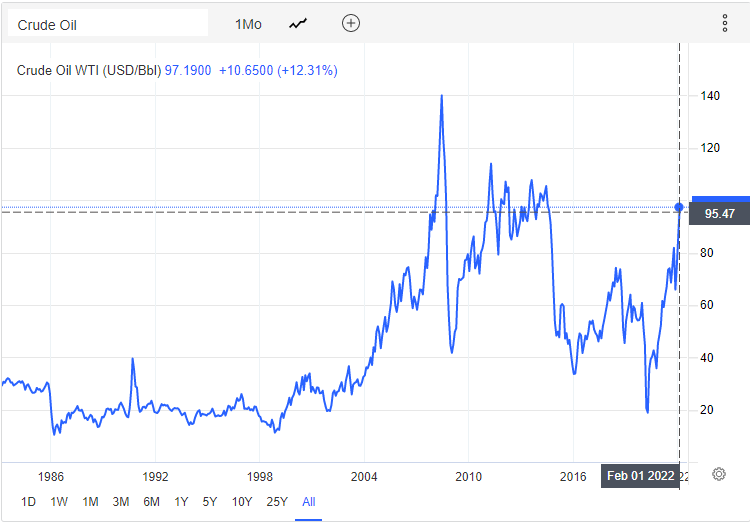 Crude Oil 1Mo
Crude Oil WTI (USD/Bbl) 97.1900 +10.6500 (+12.31%)
140
120
95.47
80
60
40
20
1986 1992 1998 2004 2010 2016 Feb 01 2022 22
1D 1W 1M 3M 6M 1Y 5Y 10Y 25Y All